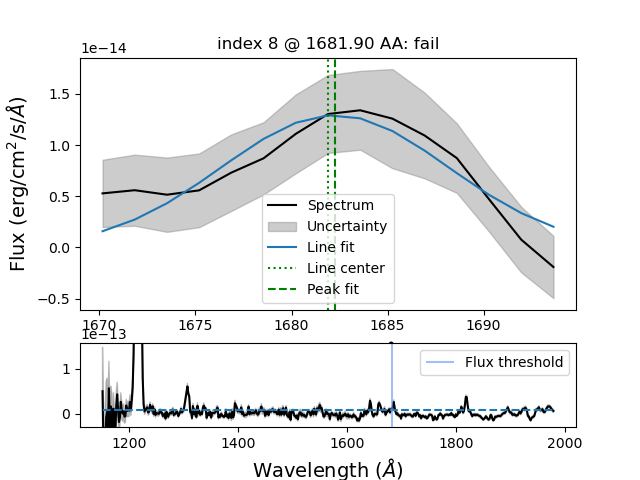 index 8 @ 1681.90 AA: fail
1e−14
Flux (erg/cm²/s/Å)
1.5
1.0
0.5
0.0
−0.5
Spectrum
Uncertainty
Line fit
Line center
Peak fit
1670 1675 1680 1685 1690
1e−13
1
0
Flux threshold
1200 1400 1600 1800 2000
Wavelength (Å)